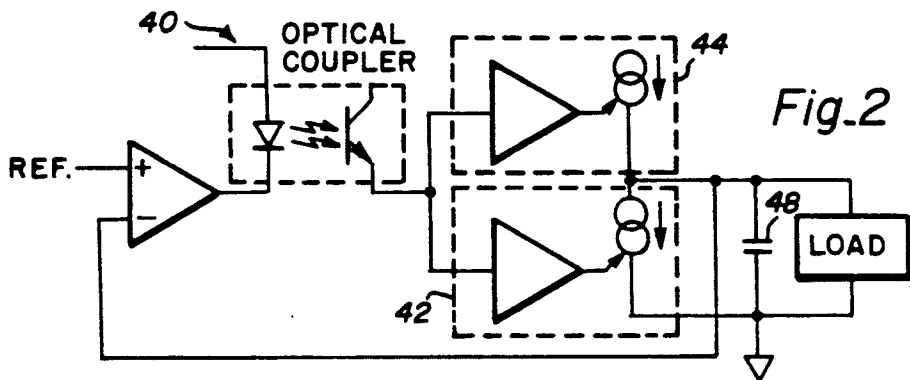 40
OPTICAL
COUPLER
44
Fig_2
REF.
+
−
48
LOAD
42